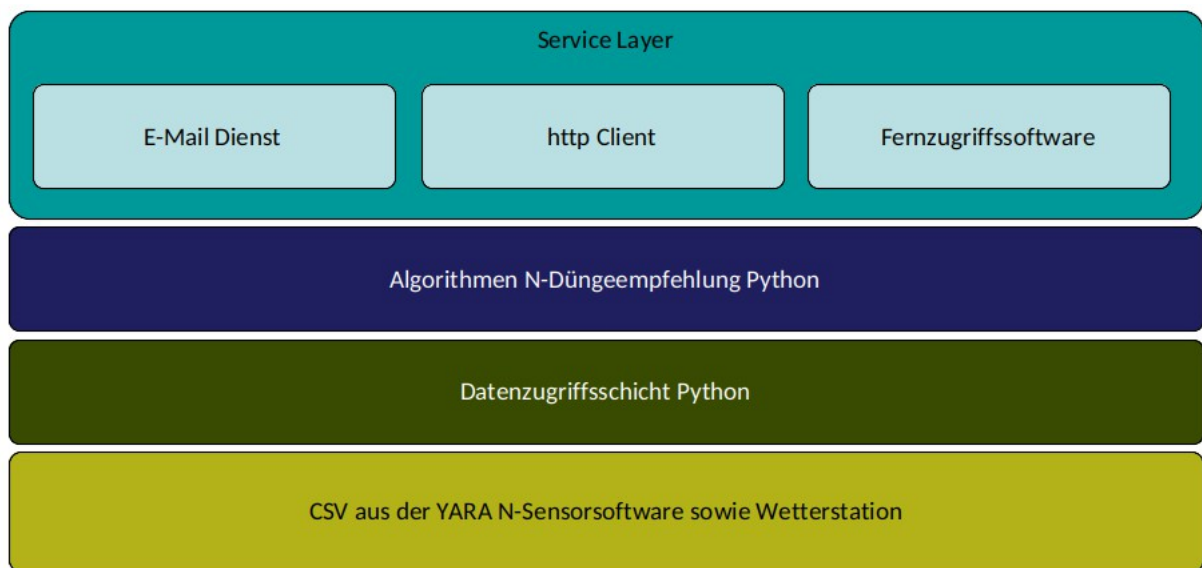 Service Layer
E-Mail Dienst
http Client
Fernzugriffssoftware
Algorithmen N-Düngeempfehlung Python
Datenzugriffsschicht Python
CSV aus der YARA N-Sensorsoftware sowie Wetterstation